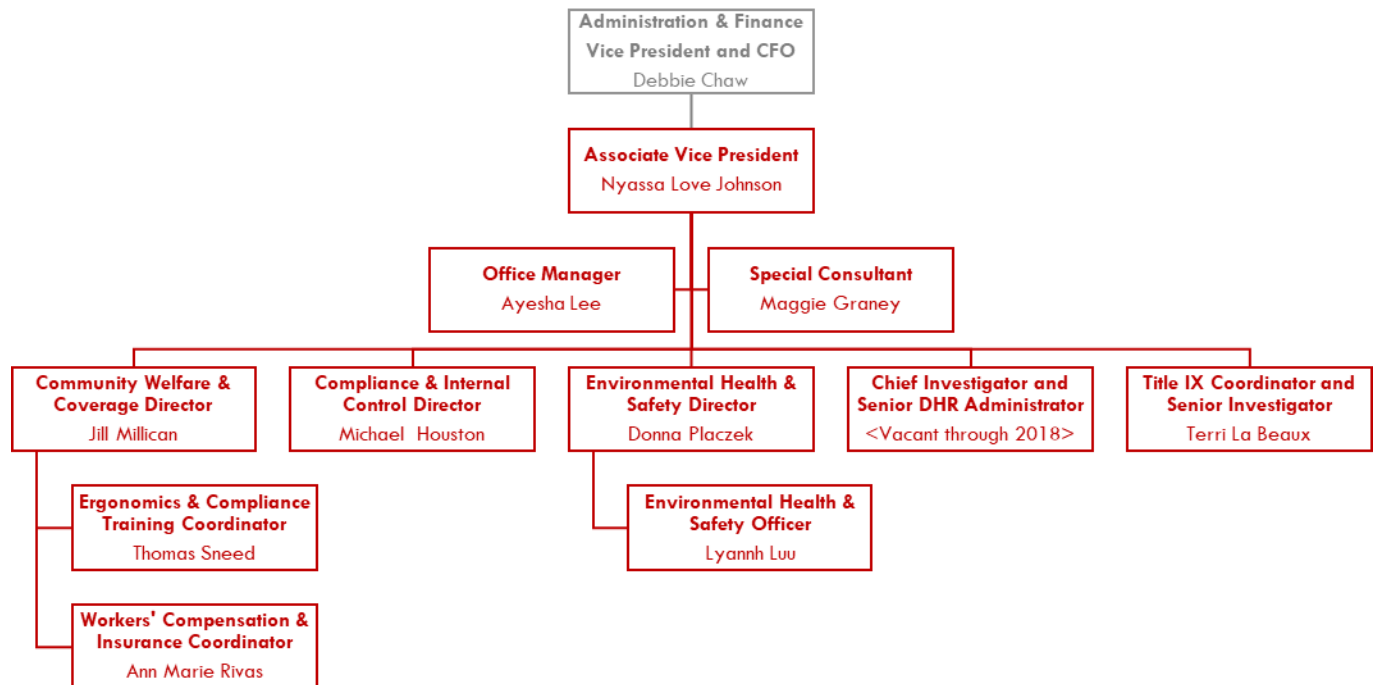 Administration & Finance
Vice President and CFO
Debbie Chaw
Associate Vice President
Nyassa Love Johnson
Office Manager
Ayesha Lee
Special Consultant
Maggie Graney
Community Welfare &
Coverage Director
Jill Millican
Compliance & Internal
Control Director
Michael Houston
Environmental Health &
Safety Director
Donna Placzek
Chief Investigator and
Senior DHR Administrator
<Vacant through 2018>
Title IX Coordinator and
Senior Investigator
Terri La Beaux
Ergonomics & Compliance
Training Coordinator
Thomas Sneed
Environmental Health &
Safety Officer
Lyannh Luu
Workers' Compensation &
Insurance Coordinator
Ann Marie Rivas